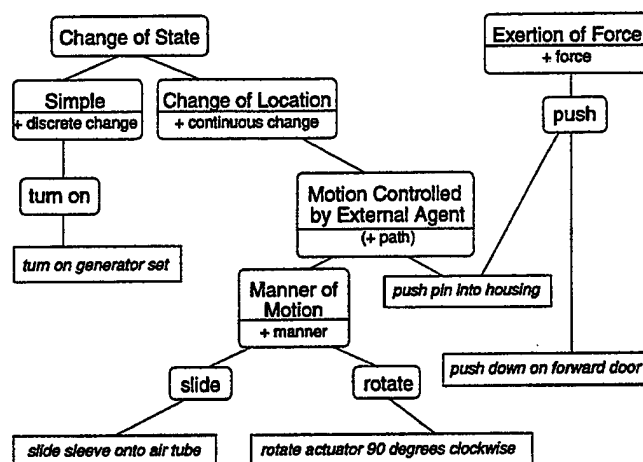 Change of State
Exertion of Force
+ force
Simple
+ discrete change
Change of Location
+ continuous change
push
turn on
Motion Controlled
by External Agent
(+ path)
turn on generator set
Manner of
Motion
+ manner
push pin into housing
slide
rotate
push down on forward door
slide sleeve onto air tube
rotate actuator 90 degrees clockwise